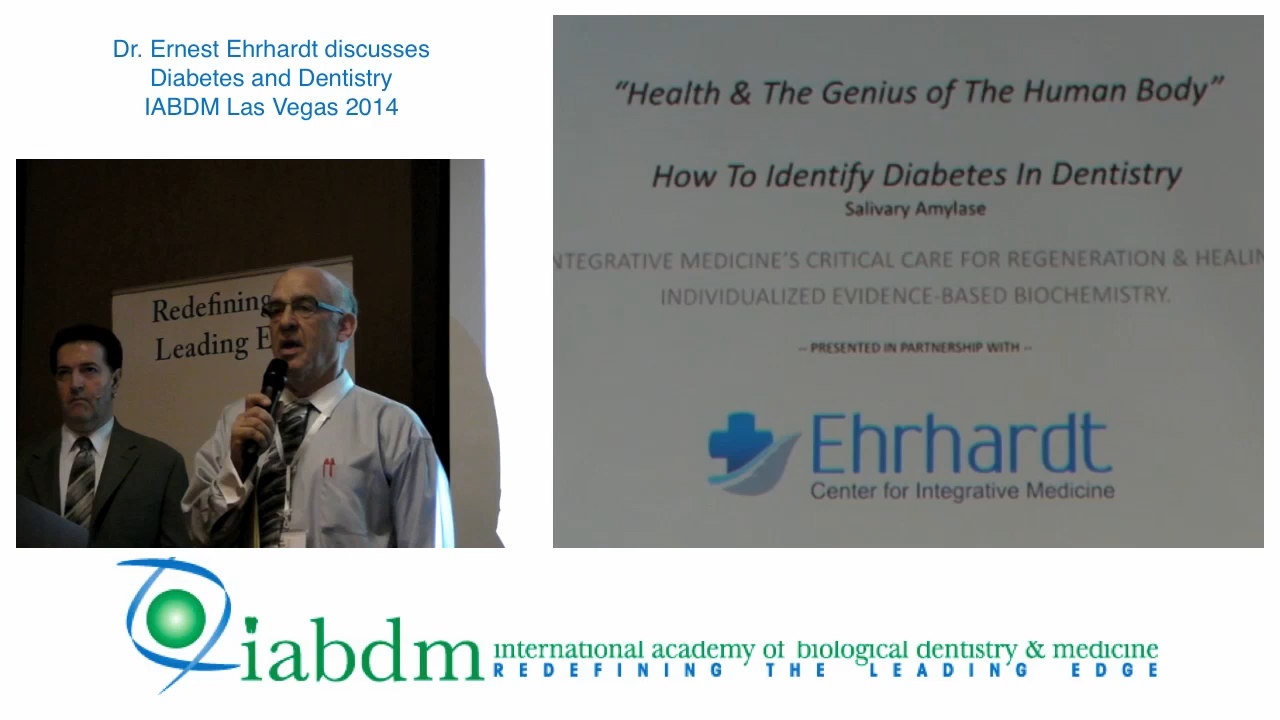 Dr. Ernest Ehrhardt discusses
Diabetes and Dentistry
IABDM Las Vegas 2014
Redefining
Leading E
“Health & The Genius of The Human Body”
How To Identify Diabetes In Dentistry
Salivary Amylase
NTEGRATIVE MEDICINE'S CRITICAL CARE FOR REGENERATION & HEALIN
INDIVIDUALIZED EVIDENCE-BASED BIOCHEMISTRY.
-- PRESENTED IN PARTNERSHIP WITH --
Ehrhardt
Center for Integrative Medicine
iabdm
international academy of biological dentistry & medicine
REDEFINING THE LEADING EDGE